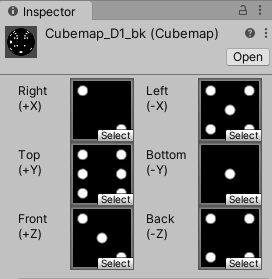 Inspector
Cubemap_D1_bk (Cubemap)
Open
Right
(+X)
Select
Left
(-X)
Select
Top
(+Y)
Select
Bottom
(-Y)
Select
Front
(+Z)
Select
Back
(-Z)
Select